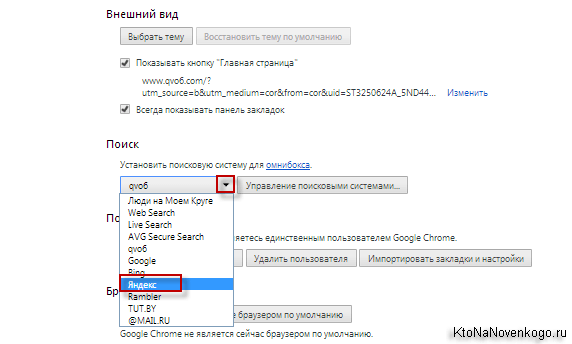 Внешний вид
Выбрать тему Восстановить тему по умолчанию
Показывать кнопку "Главная страница"
www.qvo6.com/?
utm_source=b&utm_medium=cor&from=cor&uid=ST3250624A_5ND44... Изменить
Всегда показывать панель закладок
Поиск
Установить поисковую систему для омнибокса.
qvo6 Управление поисковыми системами...
Люди на Моем Круге
Web Search
Live Search
AVG Secure Search
qvo6
Google
Bing
Яндекс
Rambler
TUT.BY
@MAIL.RU
По
яетесь единственным пользователем Google Chrome.
Удалить пользователя Импортировать закладки и настройки
Бр
браузером по умолчанию
Google Chrome не является сейчас браузером по умолчанию.
KtoNaNovenkogo.ru